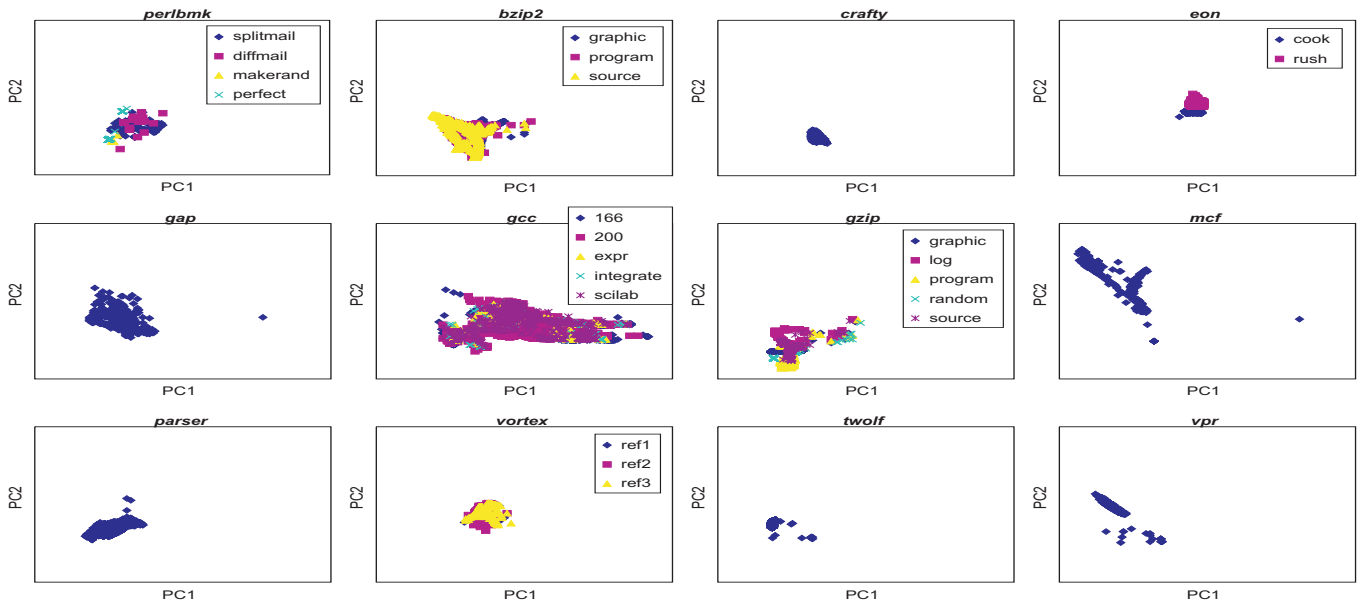 perlbmk
splitmail
diffmail
makerand
perfect
PC2
PC1
bzip2
graphic
program
source
PC2
PC1
crafty
PC2
PC1
eon
cook
rush
PC2
PC1
gap
PC2
PC1
gcc
166
200
expr
integrate
scilab
PC2
PC1
gzip
graphic
log
program
random
source
PC2
PC1
mcf
PC2
PC1
parser
PC2
PC1
vortex
ref1
ref2
ref3
PC2
PC1
twolf
PC2
PC1
vpr
PC2
PC1